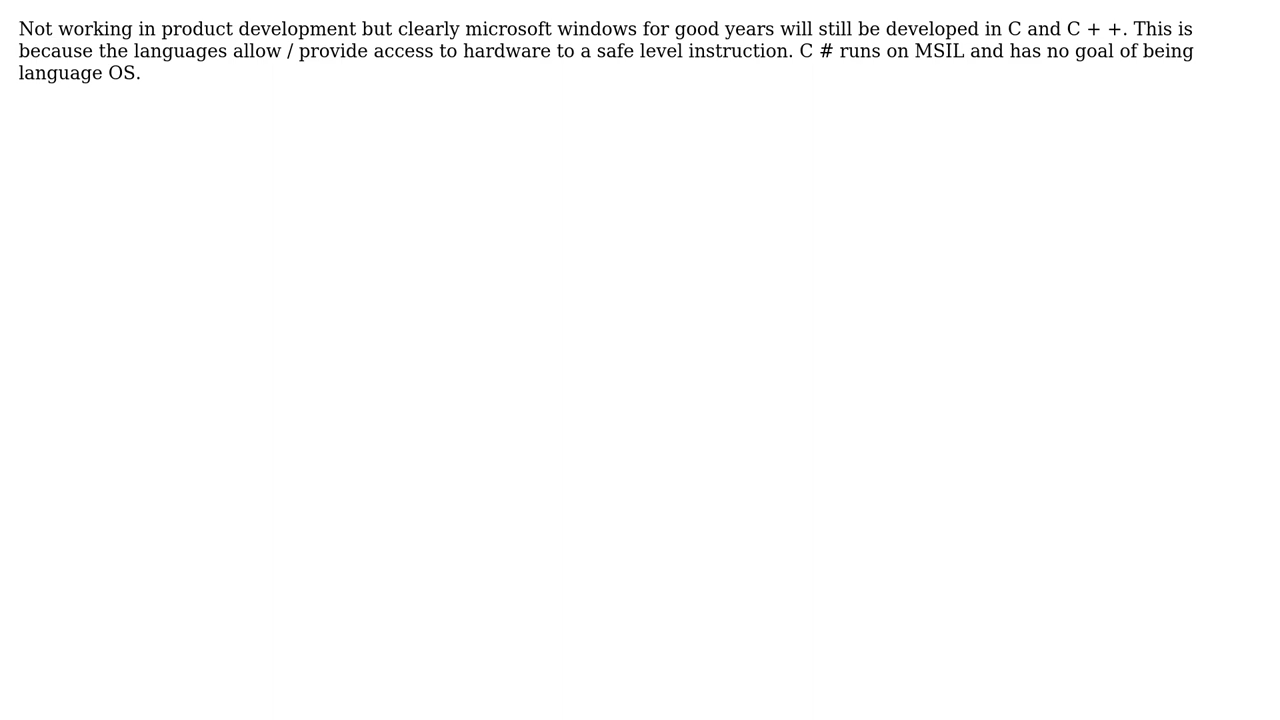 Not working in product development but clearly microsoft windows for good years will still be developed in C and C + +. This is
because the languages allow / provide access to hardware to a safe level instruction. C # runs on MSIL and has no goal of being
language OS.